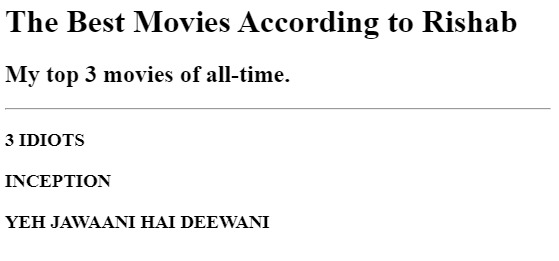 The Best Movies According to Rishab
My top 3 movies of all-time.
3 IDIOTS
INCEPTION
YEH JAWAANI HAI DEEWANI